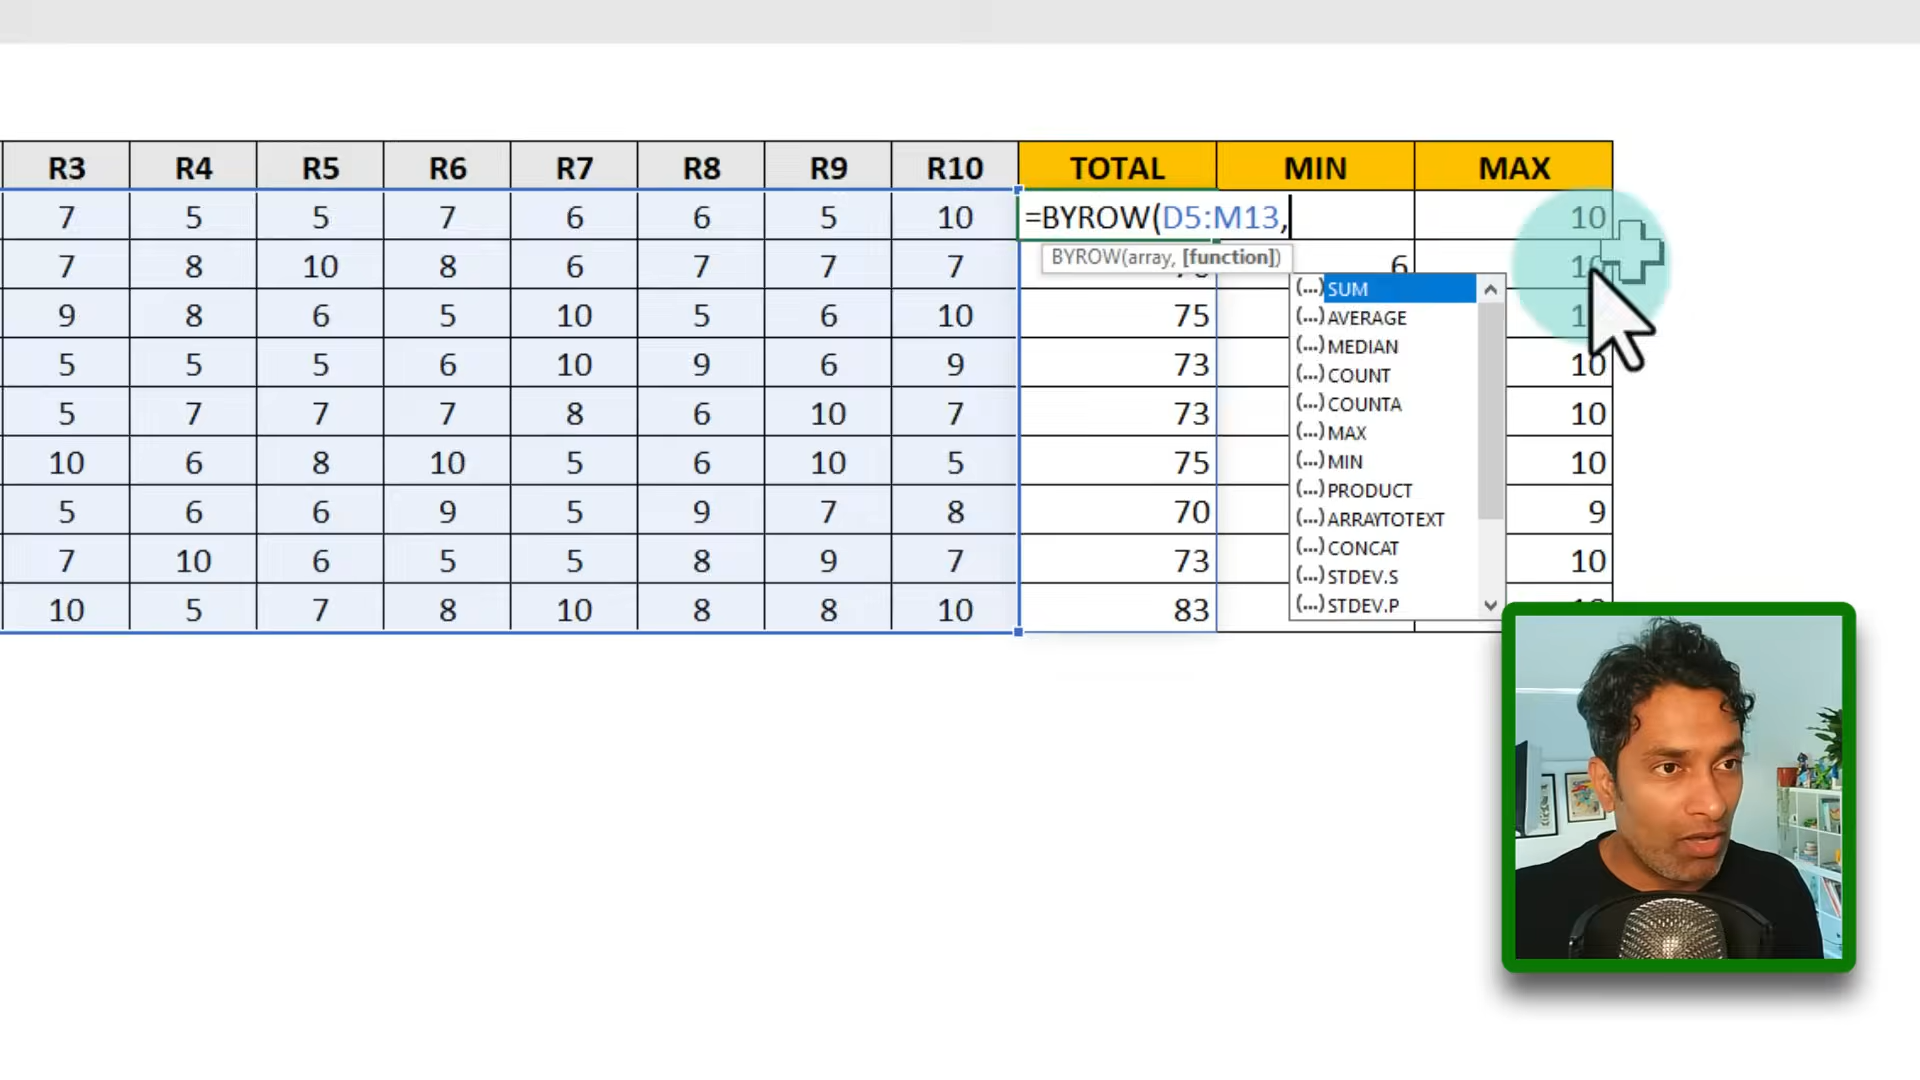 R3 R4 R5 R6 R7 R8 R9 R10 TOTAL MIN MAX
7 5 5 7 6 6 5 10 =BYROW(D5:M13, 10
BYROW(array, [function])
7 8 10 8 6 7 7 7 6
(...) SUM
9 8 6 5 10 5 6 10 75
(...) AVERAGE
(...) MEDIAN
5 5 5 6 10 9 6 9 73 10
(...) COUNT
(...) COUNTA
5 7 7 7 8 6 10 7 73 10
(...) MAX
10 6 8 10 5 6 10 5 75 10
(...) MIN
(...) PRODUCT
5 6 6 9 5 9 7 8 70 9
(...) ARRAYTOTEXT
(...) CONCAT
7 10 6 5 5 8 9 7 73 10
(...) STDEV.S
(...) STDEV.P
10 5 7 8 10 8 8 10 83